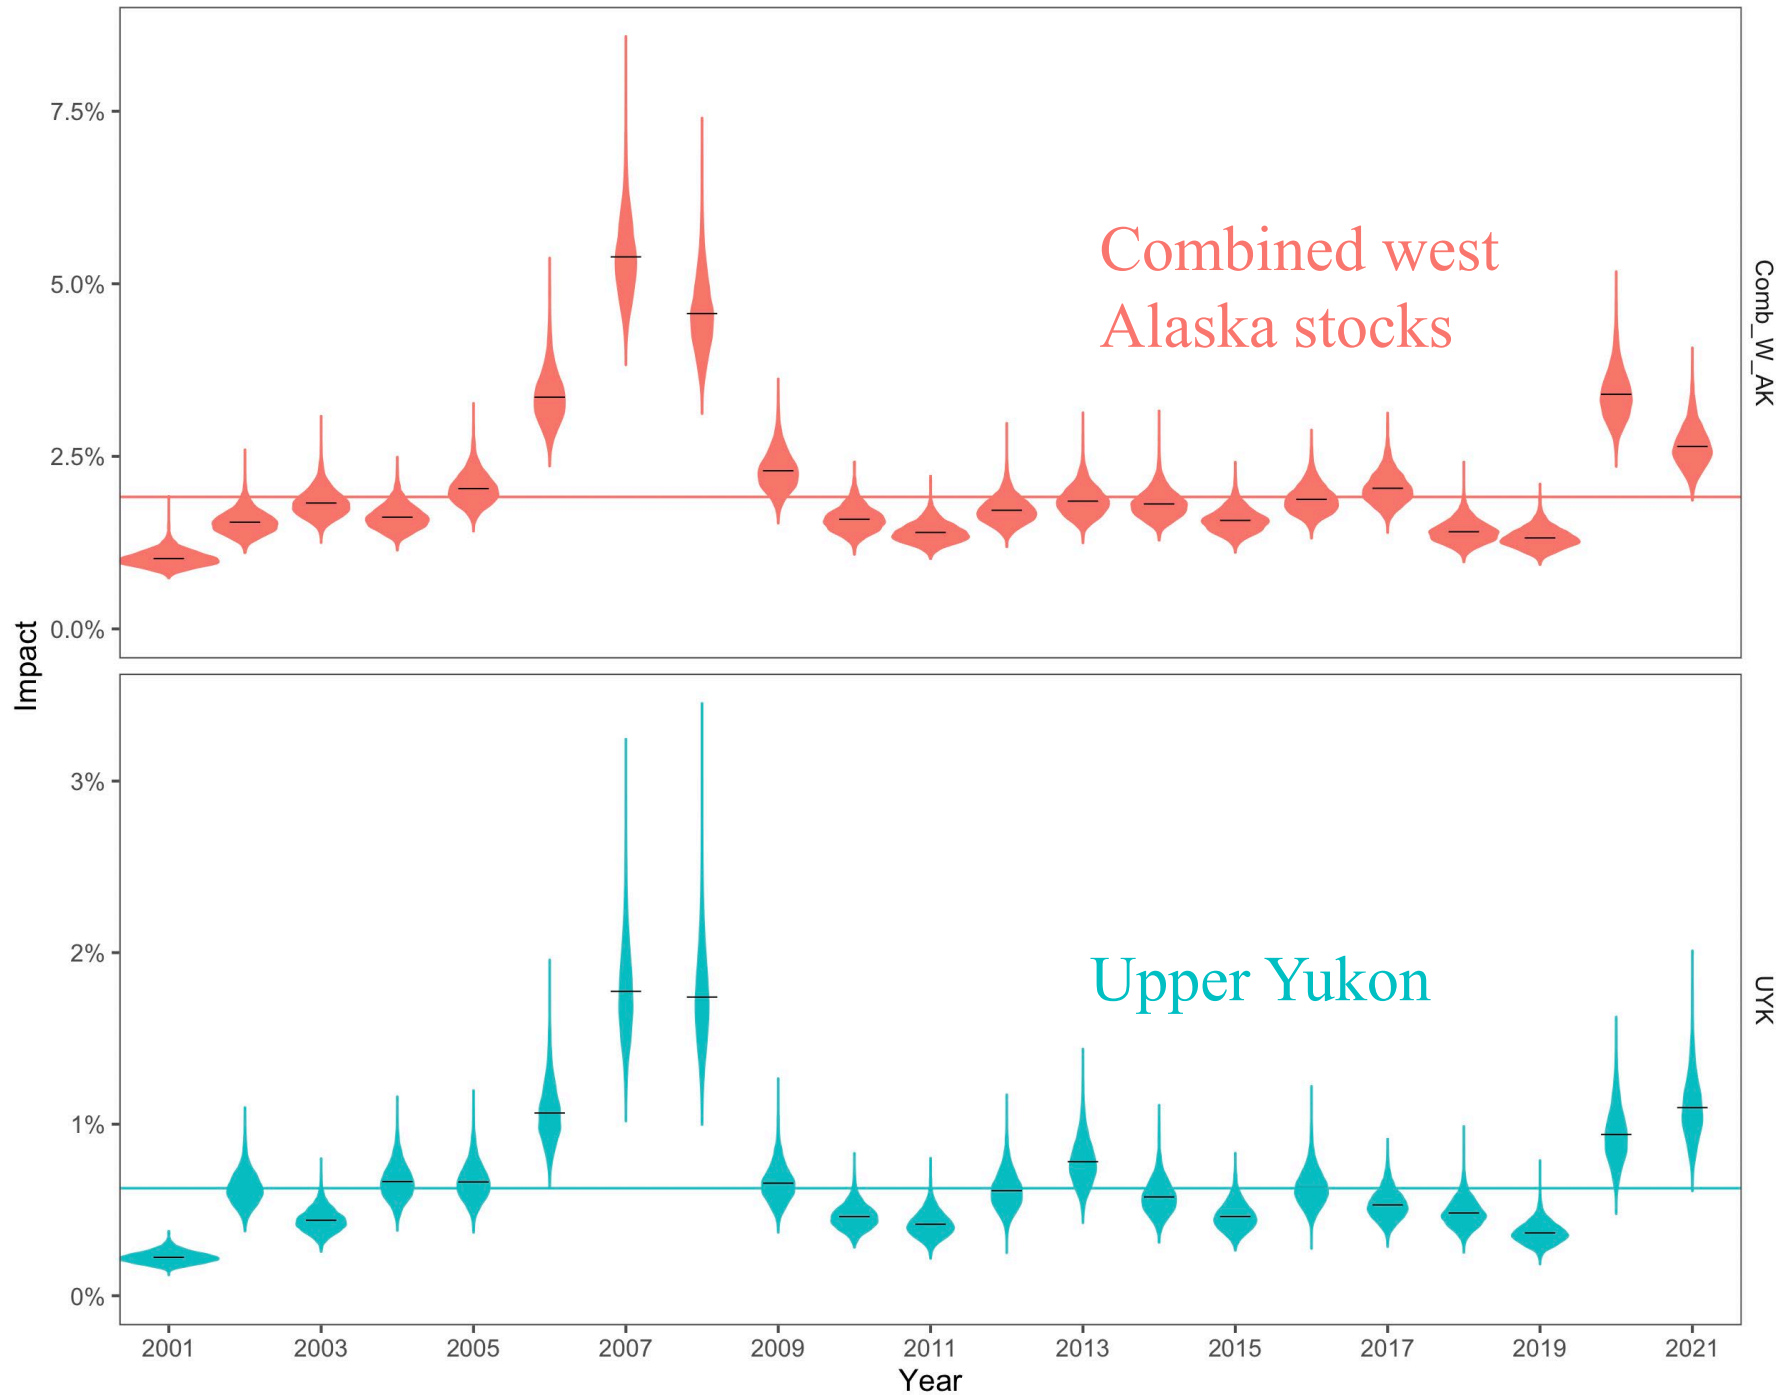 7.5%
5.0%
2.5%
0.0%
Combined west
Alaska stocks
Comb_W_AK
Impact
3%
2%
1%
0%
Upper Yukon
UYK
2001 2003 2005 2007 2009 2011 2013 2015 2017 2019 2021
Year